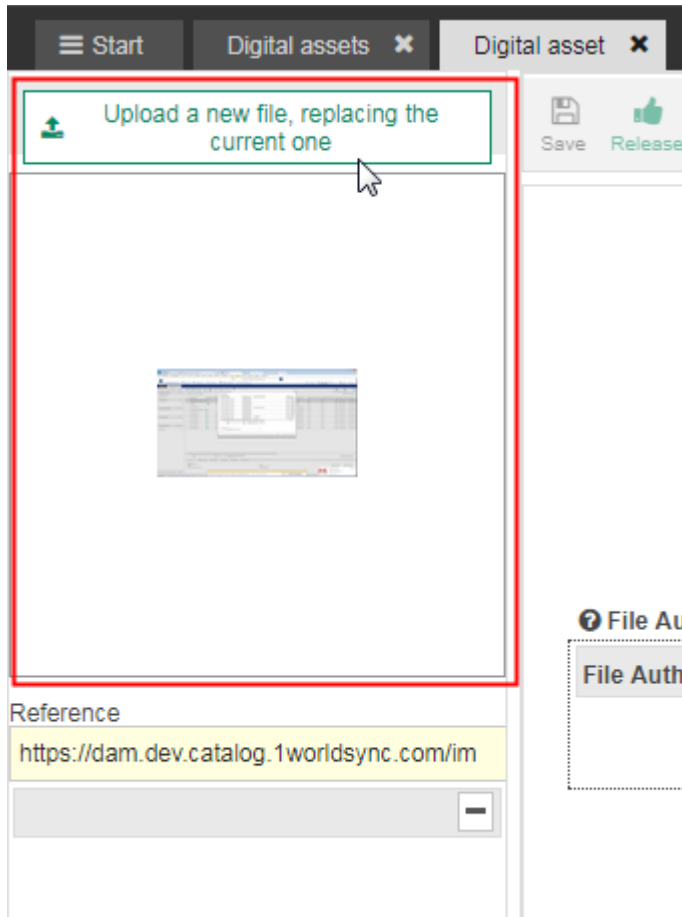 Start
Digital assets
Digital asset
Upload a new file, replacing the
current one
Save
Release
File Au
File Auth
Reference
https://dam.dev.catalog.1worldsync.com/im